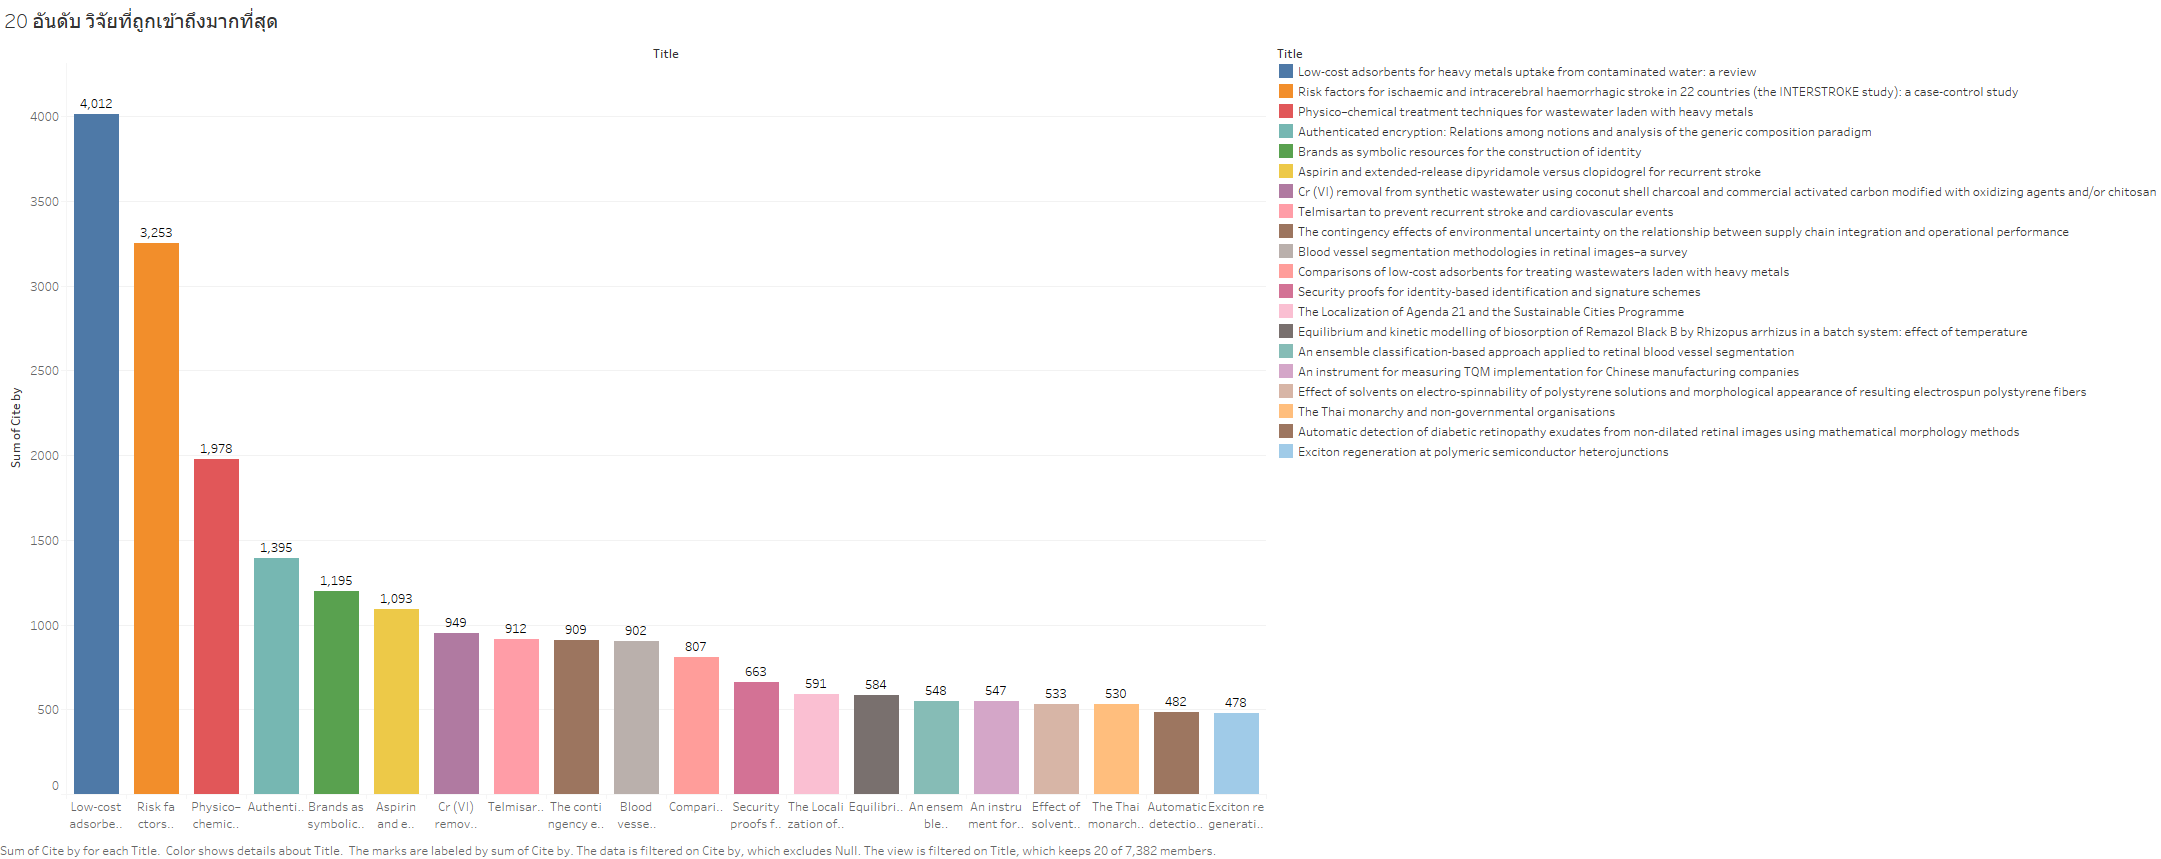 20 อันดับ วิจัยที่ถูกเข้าถึงมากที่สุด
Title
Sum of Cite by
4000
3500
3000
2500
2000
1500
1000
500
0
4,012
3,253
1,978
1,395
1,195
1,093
949
912
909
902
807
663
591
584
548
547
533
530
482
478
Low-cost
adsorbe..
Risk fa
ctors..
Physico–
chemic..
Authenti..
Brands as
symbolic..
Aspirin
and e..
Cr (VI)
remov..
Telmisar..
The conti
ngency e..
Blood
vesse..
Compari..
Security
proofs f..
The Locali
zation of..
Equilibri..
An ensem
ble..
An instru
ment for..
Effect of
solvent..
The Thai
monarch..
Automatic
detectio..
Exciton re
generati..
Title
Low-cost adsorbents for heavy metals uptake from contaminated water: a review
Risk factors for ischaemic and intracerebral haemorrhagic stroke in 22 countries (the INTERSTROKE study): a case-control study
Physico–chemical treatment techniques for wastewater laden with heavy metals
Authenticated encryption: Relations among notions and analysis of the generic composition paradigm
Brands as symbolic resources for the construction of identity
Aspirin and extended-release dipyridamole versus clopidogrel for recurrent stroke
Cr (VI) removal from synthetic wastewater using coconut shell charcoal and commercial activated carbon modified with oxidizing agents and/or chitosan
Telmisartan to prevent recurrent stroke and cardiovascular events
The contingency effects of environmental uncertainty on the relationship between supply chain integration and operational performance
Blood vessel segmentation methodologies in retinal images–a survey
Comparisons of low-cost adsorbents for treating wastewaters laden with heavy metals
Security proofs for identity-based identification and signature schemes
The Localization of Agenda 21 and the Sustainable Cities Programme
Equilibrium and kinetic modelling of biosorption of Remazol Black B by Rhizopus arrhizus in a batch system: effect of temperature
An ensemble classification-based approach applied to retinal blood vessel segmentation
An instrument for measuring TQM implementation for Chinese manufacturing companies
Effect of solvents on electro-spinnability of polystyrene solutions and morphological appearance of resulting electrospun polystyrene fibers
The Thai monarchy and non-governmental organisations
Automatic detection of diabetic retinopathy exudates from non-dilated retinal images using mathematical morphology methods
Exciton regeneration at polymeric semiconductor heterojunctions
Sum of Cite by for each Title. Color shows details about Title. The marks are labeled by sum of Cite by. The data is filtered on Cite by, which excludes Null. The view is filtered on Title, which keeps 20 of 7,382 members.